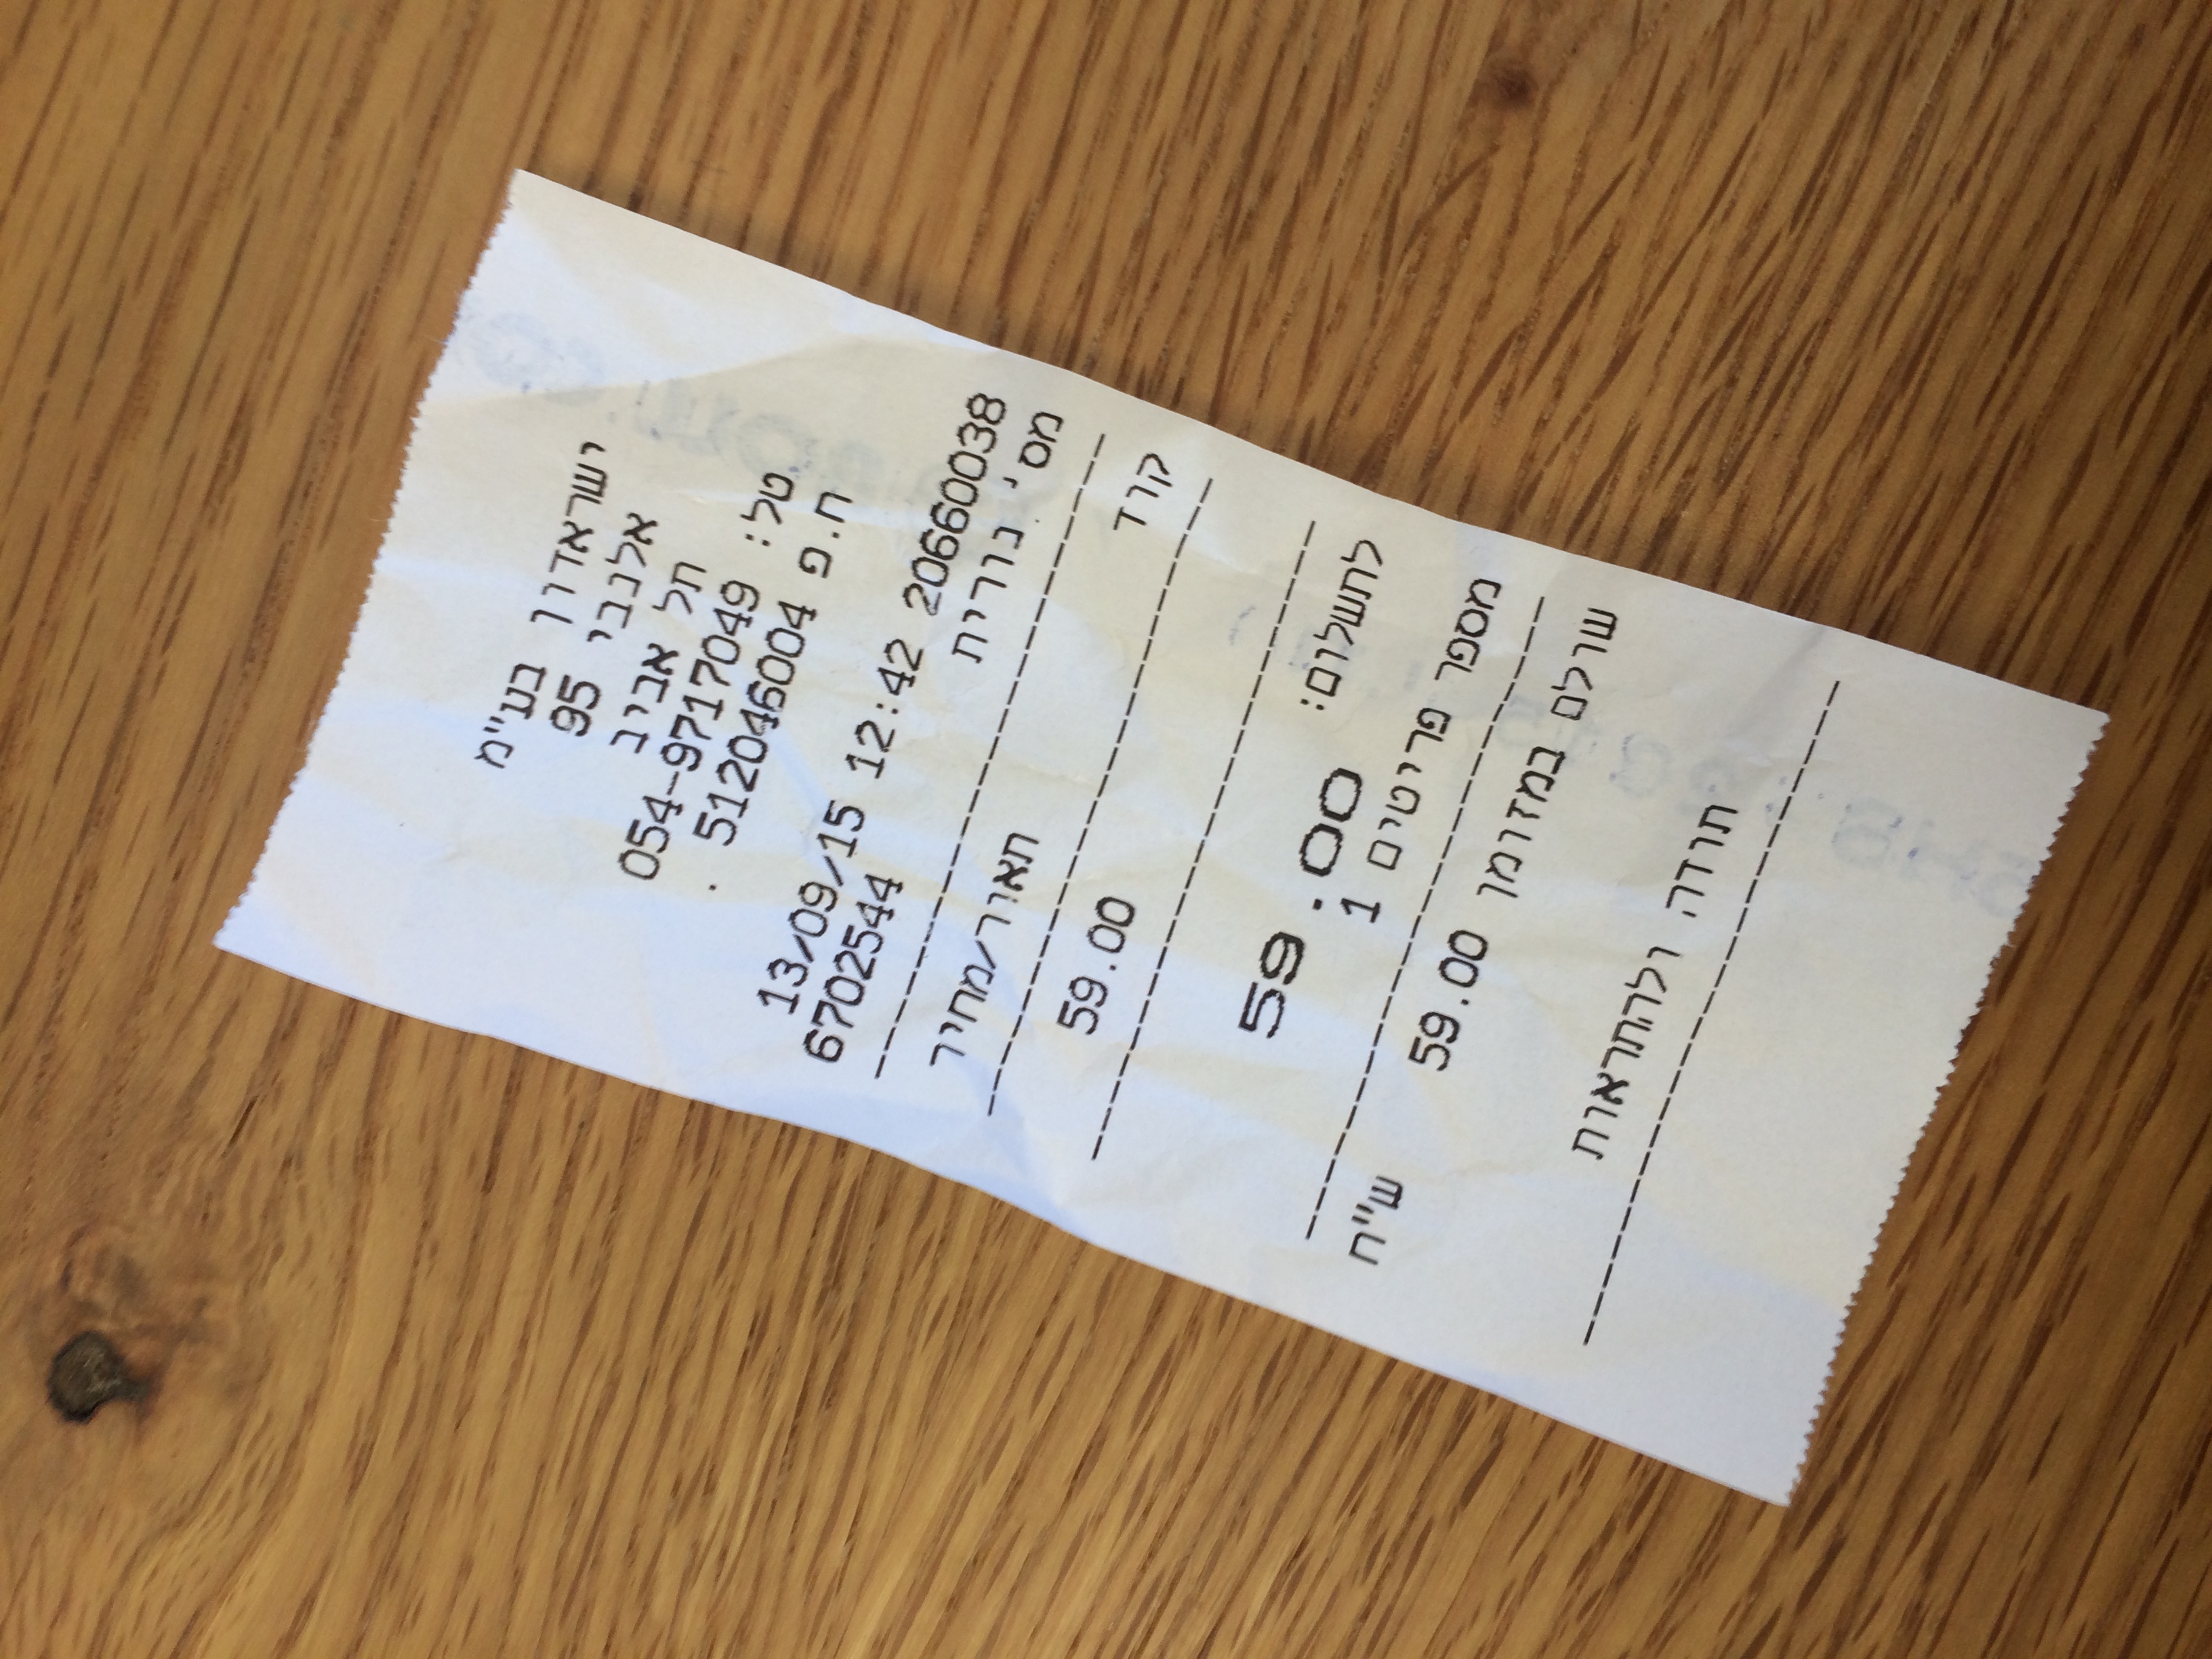 ישראדון בע"מ
אלנבי 95
תל אביב
טל: 054-9717049
ח.פ 512046004
13/09/15 12:42 20660038
מס' נורית 6702544
קוד תאור/מחיר
59.00
לתשלום: 59.00
מספר פריטים 1
שולם במזומן 59.00 ש"ח
תודה ולהתראות